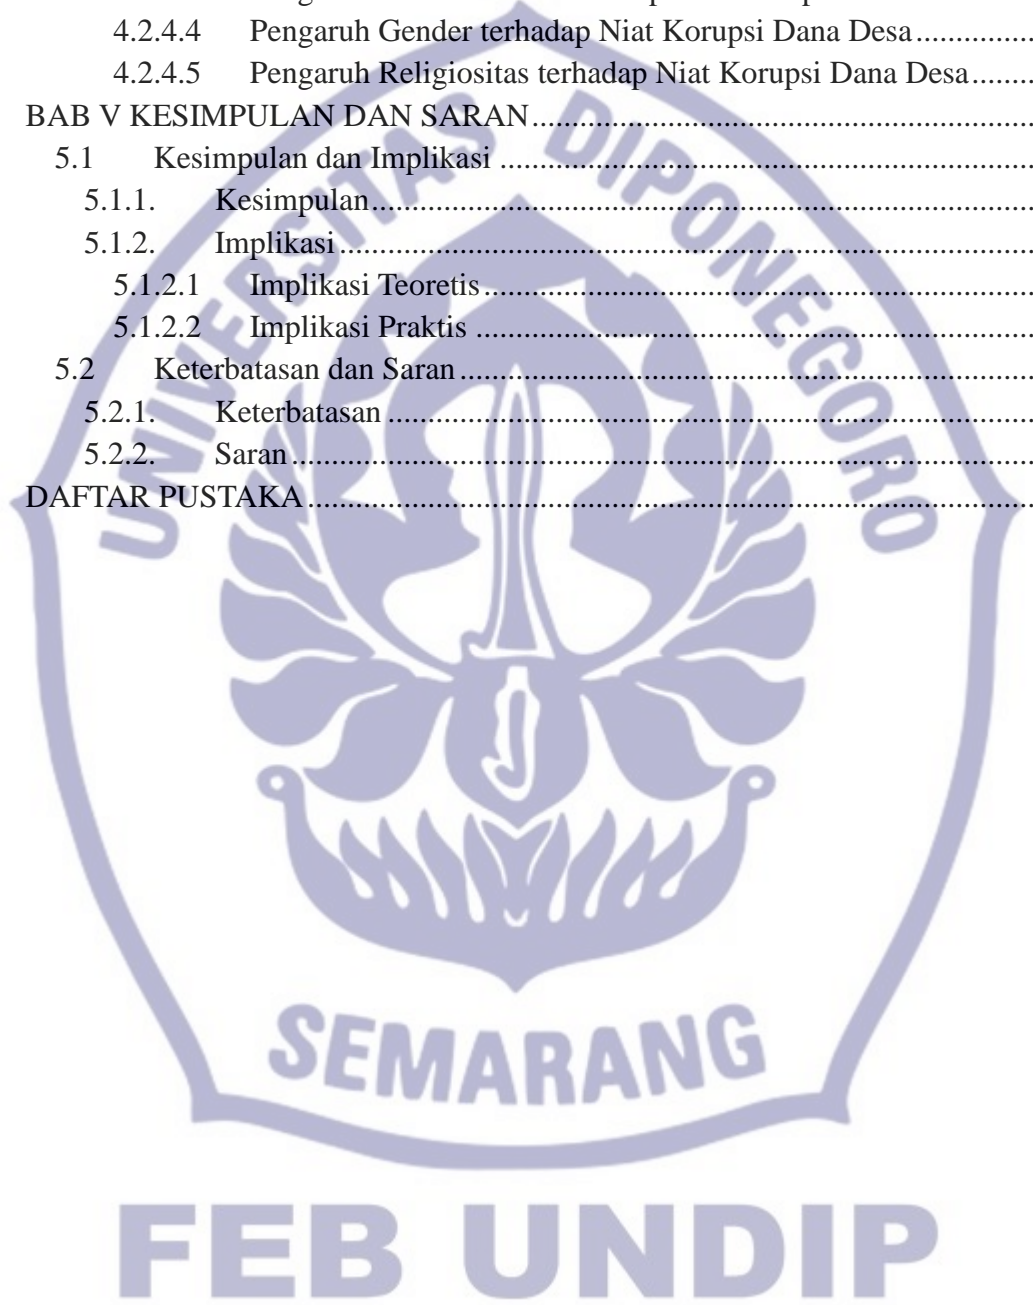 4.2.4.4 Pengaruh Gender terhadap Niat Korupsi Dana Desa
4.2.4.5 Pengaruh Religiositas terhadap Niat Korupsi Dana Desa
BAB V KESIMPULAN DAN SARAN
5.1 Kesimpulan dan Implikasi
5.1.1. Kesimpulan
5.1.2. Implikasi
5.1.2.1 Implikasi Teoretis
5.1.2.2 Implikasi Praktis
5.2 Keterbatasan dan Saran
5.2.1. Keterbatasan
5.2.2. Saran
DAFTAR PUSTAKA
UNIVERSITAS DIPONEGORO
SEMARANG
FEB UNDIP